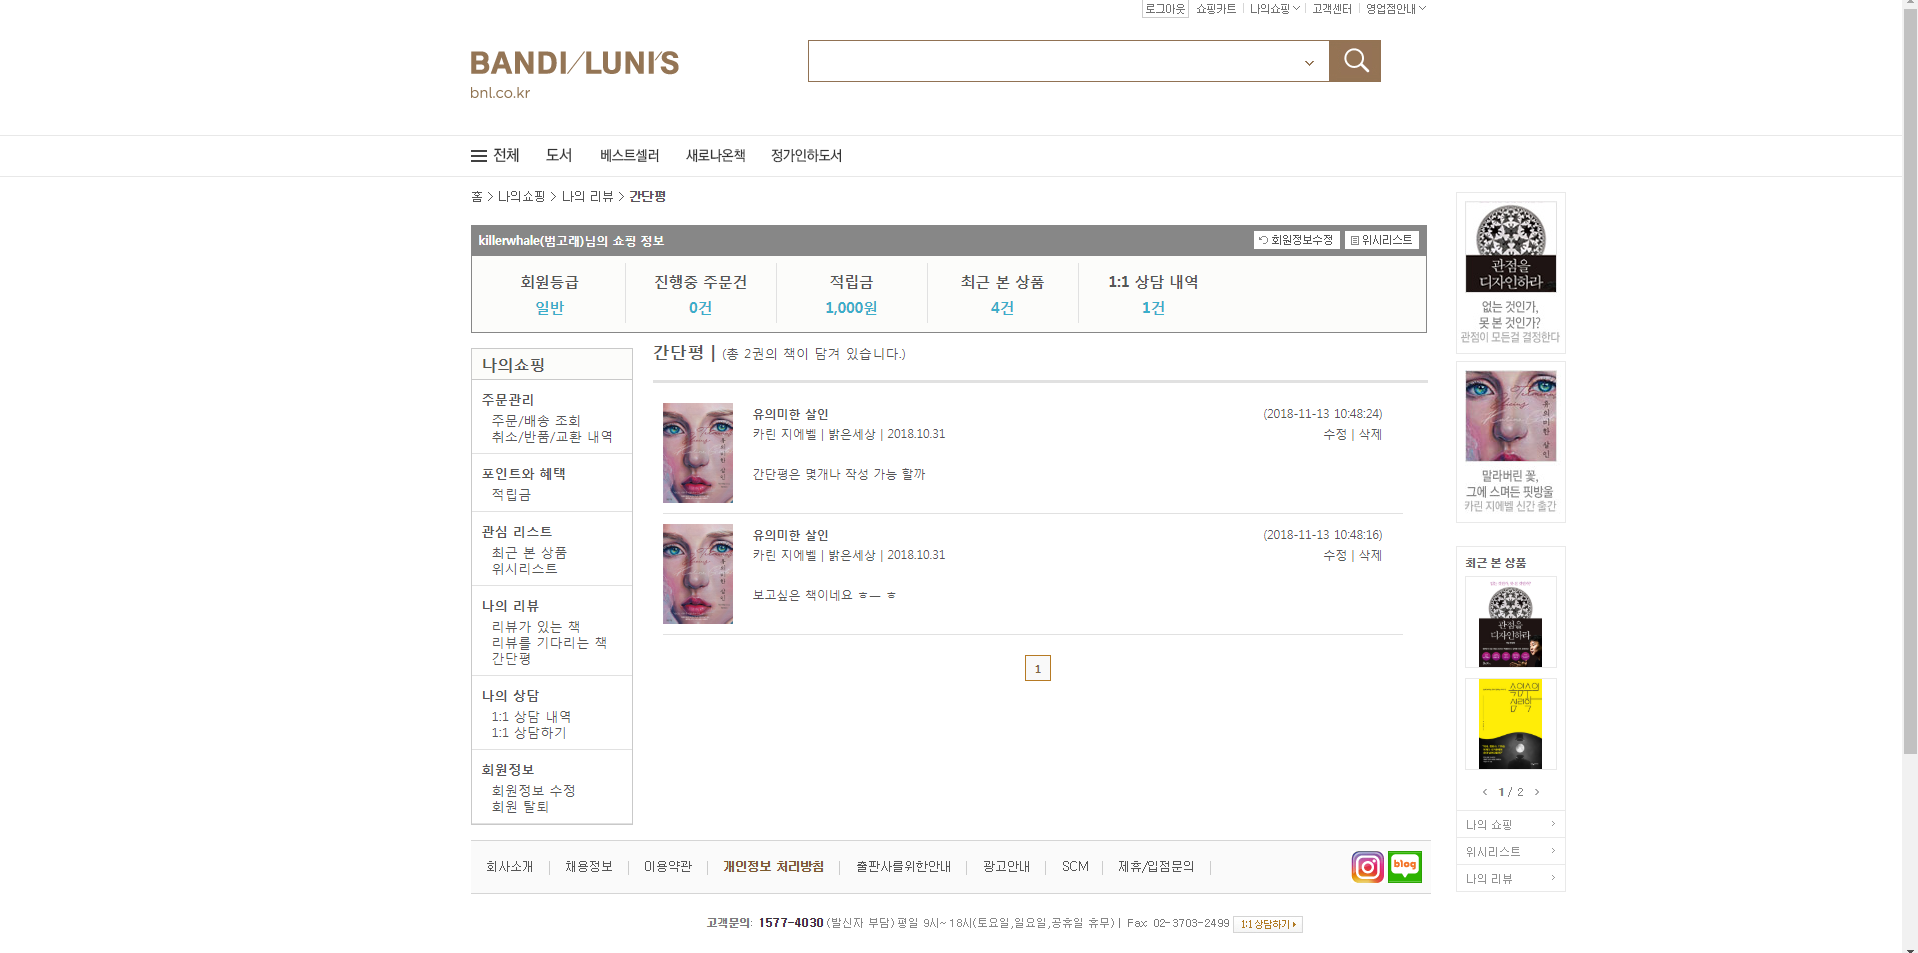 로그아웃 쇼핑카트 나의쇼핑 고객센터 영업점안내
BANDI/LUNI'S
bnl.co.kr
전체 도서 베스트셀러 새로나온책 정가인하도서
홈 > 나의쇼핑 > 나의 리뷰 > 간단평
killerwhale(범고래)님의 쇼핑 정보
회원정보수정 위시리스트
회원등급 진행중 주문건 적립금 최근 본 상품 1:1 상담 내역
일반 0건 1,000원 4건 1건
나의쇼핑
주문관리
주문/배송 조회
취소/반품/교환 내역
포인트와 혜택
적립금
관심 리스트
최근 본 상품
위시리스트
나의 리뷰
리뷰가 있는 책
리뷰를 기다리는 책
간단평
나의 상담
1:1 상담 내역
1:1 상담하기
회원정보
회원정보 수정
회원 탈퇴
간단평 | (총 2권의 책이 담겨 있습니다.)
유의미한 살인
(2018-11-13 10:48:24)
카린 지에벨 | 밝은세상 | 2018.10.31
수정 | 삭제
간단평은 몇개나 작성 가능 할까
유의미한 살인
(2018-11-13 10:48:16)
카린 지에벨 | 밝은세상 | 2018.10.31
수정 | 삭제
보고싶은 책이네요 ㅎㅡ ㅎ
1
관점을
디자인하라
없는 것인가,
못 본 것인가?
관점이 모든걸 결정한다
유의미한 살인
말라버린 꽃,
그에 스며든 핏방울
카린 지에벨 신간 출간
최근 본 상품
관점을
디자인하라
1 / 2
나의 쇼핑
위시리스트
나의 리뷰
회사소개 채용정보 이용약관 개인정보 처리방침 출판사를위한안내 광고안내 SCM 제휴/입점문의
blog
고객문의: 1577-4030 (발신자 부담) 평일 9시~18시(토요일,일요일,공휴일 휴무) | Fax: 02-3703-2499 1:1 상담하기